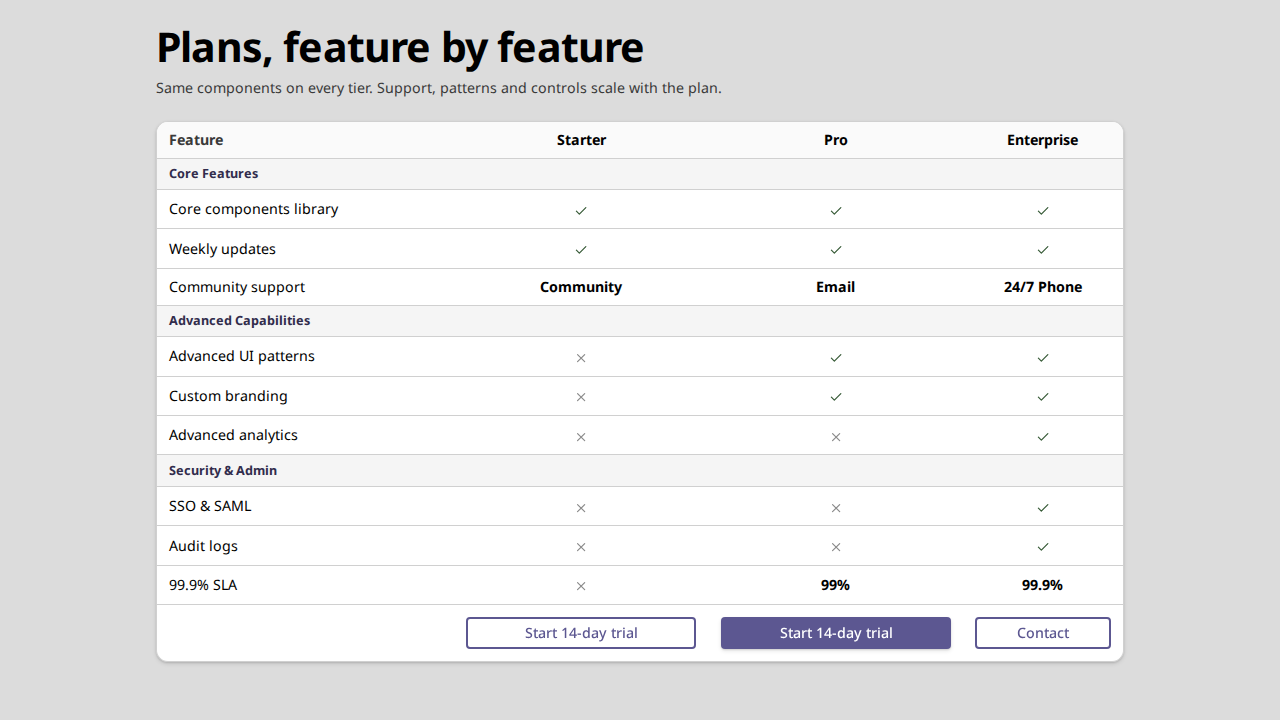 Plans, feature by feature
Same components on every tier. Support, patterns and controls scale with the plan.
Feature Starter Pro Enterprise
Core Features
Core components library ✓ ✓ ✓
Weekly updates ✓ ✓ ✓
Community support Community Email 24/7 Phone
Advanced Capabilities
Advanced UI patterns ✕ ✓ ✓
Custom branding ✕ ✓ ✓
Advanced analytics ✕ ✕ ✓
Security & Admin
SSO & SAML ✕ ✕ ✓
Audit logs ✕ ✕ ✓
99.9% SLA ✕ 99% 99.9%
Start 14-day trial Start 14-day trial Contact